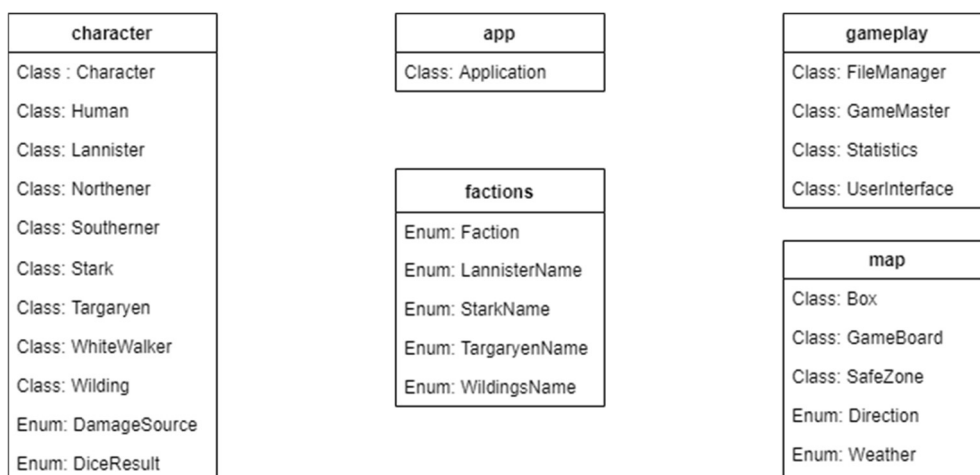 character
Class : Character
Class: Human
Class: Lannister
Class: Northener
Class: Southerner
Class: Stark
Class: Targaryen
Class: WhiteWalker
Class: Wilding
Enum: DamageSource
Enum: DiceResult
app
Class: Application
factions
Enum: Faction
Enum: LannisterName
Enum: StarkName
Enum: TargaryenName
Enum: WildingsName
gameplay
Class: FileManager
Class: GameMaster
Class: Statistics
Class: UserInterface
map
Class: Box
Class: GameBoard
Class: SafeZone
Enum: Direction
Enum: Weather